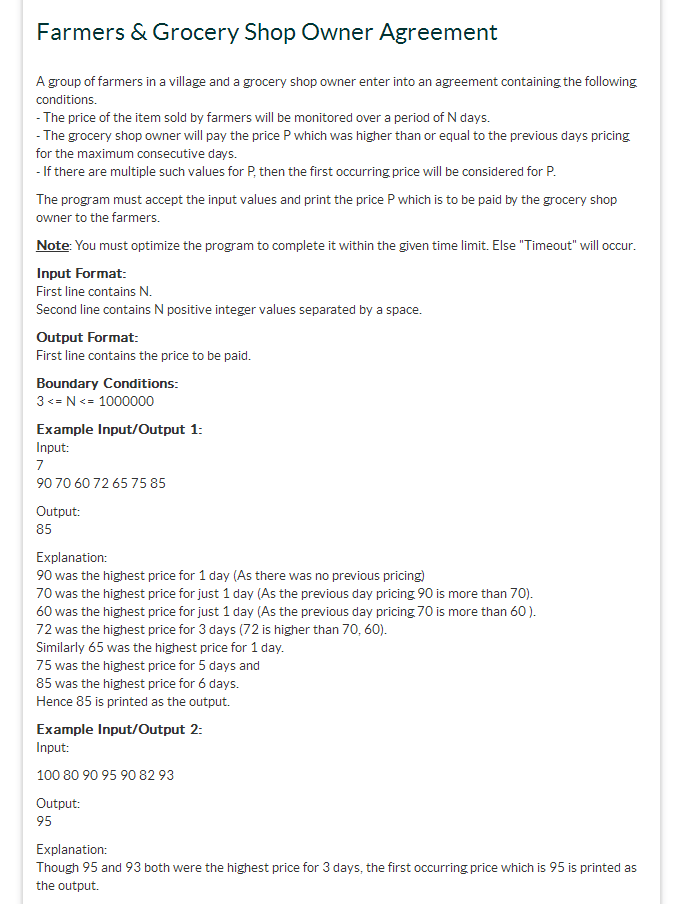 Farmers & Grocery Shop Owner Agreement
A group of farmers in a village and a grocery shop owner enter into an agreement containing the following
conditions.
- The price of the item sold by farmers will be monitored over a period of N days.
- The grocery shop owner will pay the price P which was higher than or equal to the previous days pricing
for the maximum consecutive days.
- If there are multiple such values for P, then the first occurring price will be considered for P.
The program must accept the input values and print the price P which is to be paid by the grocery shop
owner to the farmers.
Note: You must optimize the program to complete it within the given time limit. Else "Timeout" will occur.
Input Format:
First line contains N.
Second line contains N positive integer values separated by a space.
Output Format:
First line contains the price to be paid.
Boundary Conditions:
3 <= N <= 1000000
Example Input/Output 1:
Input:
7
90 70 60 72 65 75 85
Output:
85
Explanation:
90 was the highest price for 1 day (As there was no previous pricing)
70 was the highest price for just 1 day (As the previous day pricing 90 is more than 70).
60 was the highest price for just 1 day (As the previous day pricing 70 is more than 60 ).
72 was the highest price for 3 days (72 is higher than 70, 60).
Similarly 65 was the highest price for 1 day.
75 was the highest price for 5 days and
85 was the highest price for 6 days.
Hence 85 is printed as the output.
Example Input/Output 2:
Input:
100 80 90 95 90 82 93
Output:
95
Explanation:
Though 95 and 93 both were the highest price for 3 days, the first occurring price which is 95 is printed as
the output.